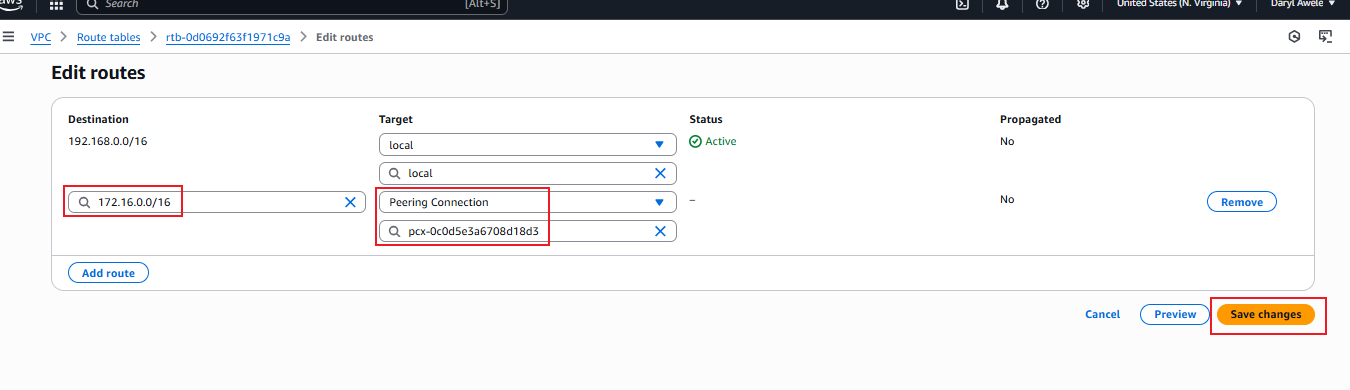 aws Search [Alt+S] United States (N. Virginia) Daryl Awele
VPC > Route tables > rtb-0d0692f63f1971c9a > Edit routes
Edit routes
Destination Target Status Propagated
192.168.0.0/16 local Active No
local
172.16.0.0/16 Peering Connection – No Remove
pcx-0c0d5e3a6708d18d3
Add route
Cancel Preview Save changes